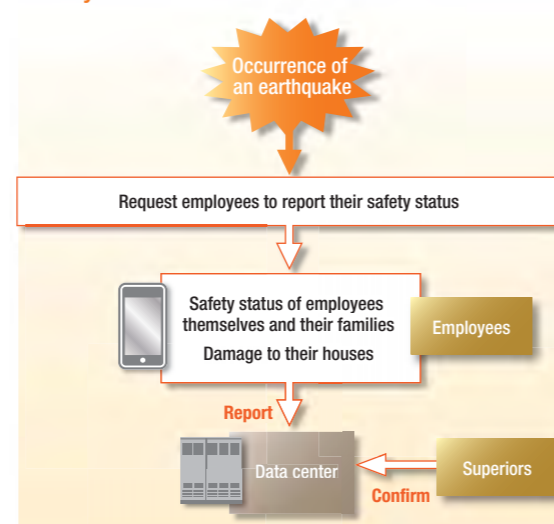 Occurrence of
an earthquake
Request employees to report their safety status
Safety status of employees
themselves and their families
Damage to their houses
Employees
Report
Data center
Superiors
Confirm